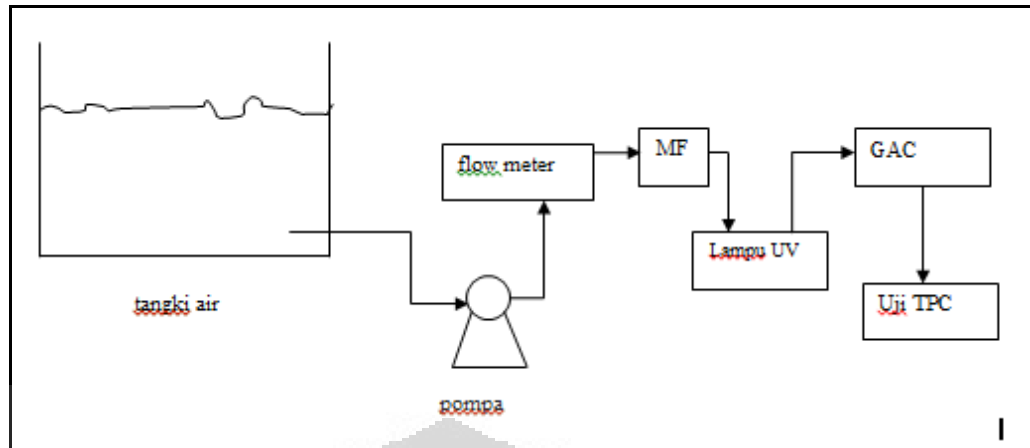 flow meter
MF
GAC
Lampu UV
tangki air
Uji TPC
pompa
I